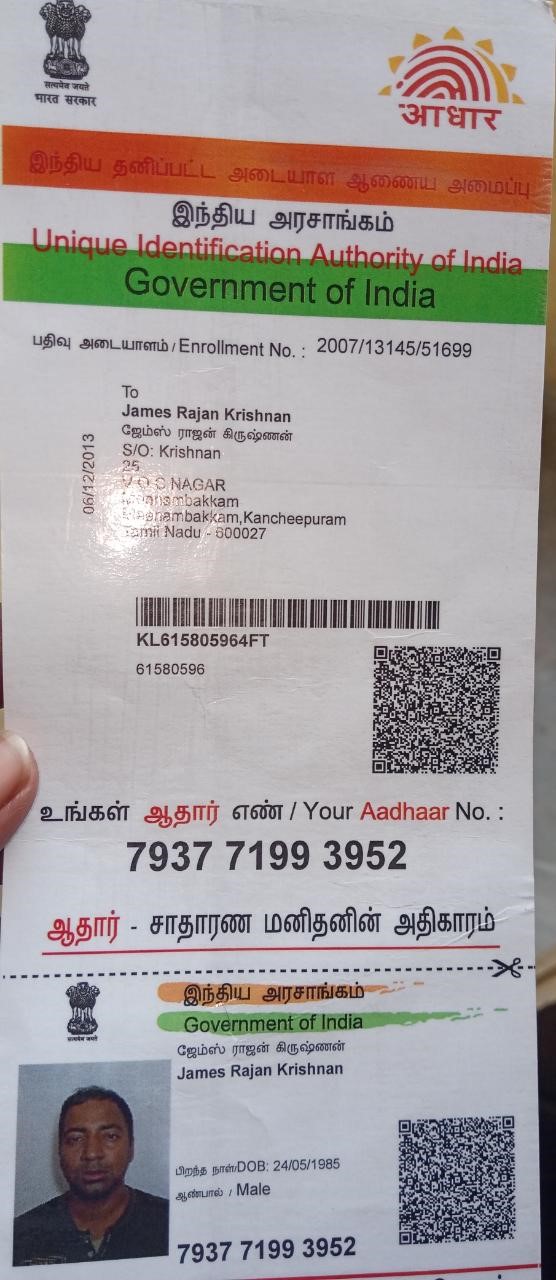 सत्यमेव जयते
भारत सरकार
आधार
இந்திய தனிப்பட்ட அடையாள ஆணைய அமைப்பு
இந்திய அரசாங்கம்
Unique Identification Authority of India
Government of India
பதிவு அடையாளம் / Enrollment No. : 2007/13145/51699
To
James Rajan Krishnan
ஜேம்ஸ் ராஜன் கிருஷ்ணன்
S/O: Krishnan
25
V O C NAGAR
Kancheepuram
Tamil Nadu - 600027
06/12/2013
KL615805964FT
61580596
உங்கள் ஆதார் எண் / Your Aadhaar No. :
7937 7199 3952
ஆதார் - சாதாரண மனிதனின் அதிகாரம்
सत्यमेव जयते
இந்திய அரசாங்கம்
Government of India
ஜேம்ஸ் ராஜன் கிருஷ்ணன்
James Rajan Krishnan
பிறந்த நாள்/DOB: 24/05/1985
ஆண்பால் / Male
7937 7199 3952